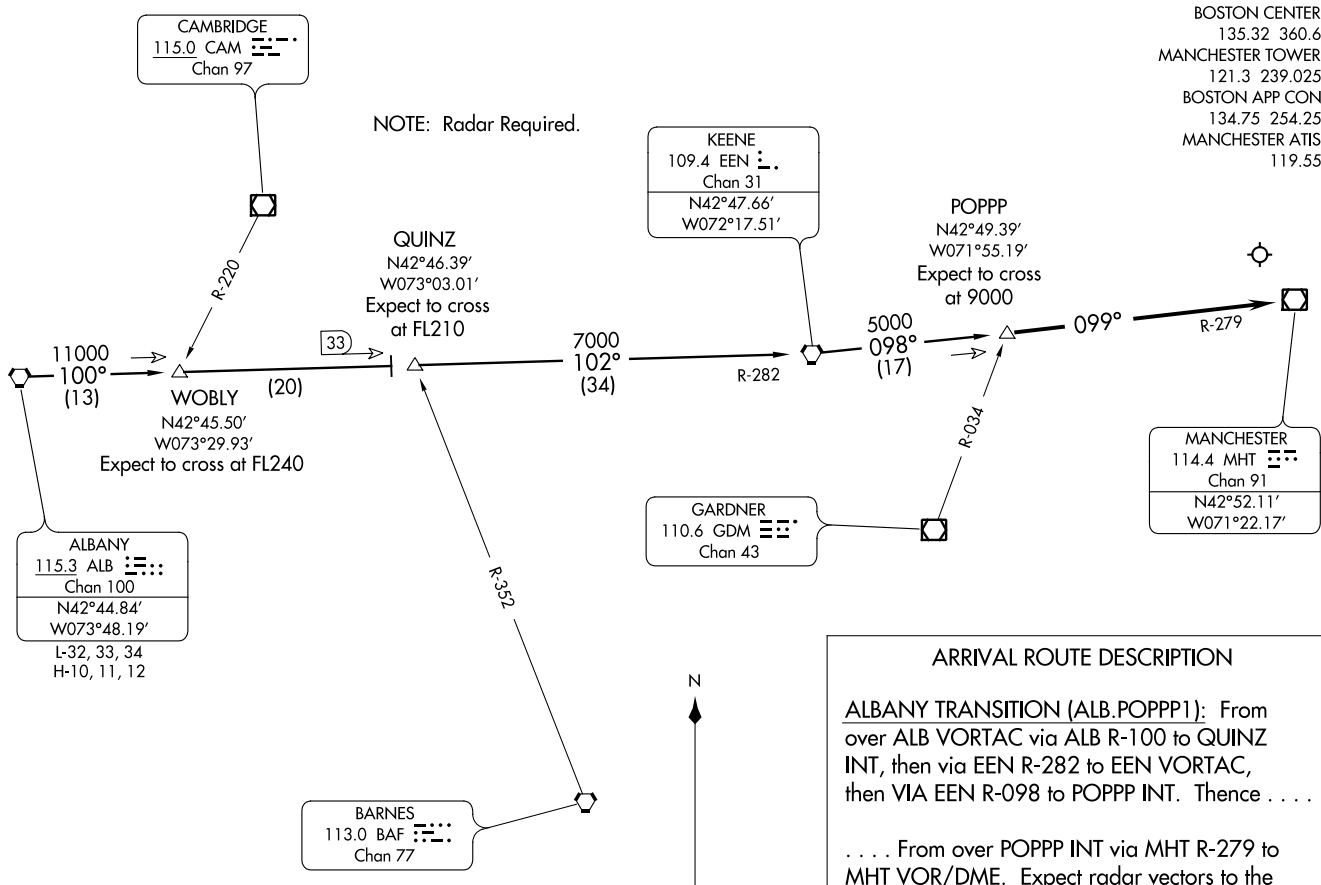 BOSTON CENTER
135.32 360.6
MANCHESTER TOWER
121.3 239.025
BOSTON APP CON
134.75 254.25
MANCHESTER ATIS
119.55
CAMBRIDGE
115.0 CAM
Chan 97
NOTE: Radar Required.
KEENE
109.4 EEN
Chan 31
N42°47.66′
W072°17.51′
POPPP
N42°49.39′
W071°55.19′
Expect to cross
at 9000
QUINZ
N42°46.39′
W073°03.01′
Expect to cross
at FL210
R-220
33
11000
100°
(13)
(20)
7000
102°
(34)
R-282
5000
098°
(17)
099°
R-279
WOBLY
N42°45.50′
W073°29.93′
Expect to cross at FL240
R-034
MANCHESTER
114.4 MHT
Chan 91
N42°52.11′
W071°22.17′
GARDNER
110.6 GDM
Chan 43
ALBANY
115.3 ALB
Chan 100
N42°44.84′
W073°48.19′
L-32, 33, 34
H-10, 11, 12
R-352
N
BARNES
113.0 BAF
Chan 77
ARRIVAL ROUTE DESCRIPTION
ALBANY TRANSITION (ALB.POPPP1): From
over ALB VORTAC via ALB R-100 to QUINZ
INT, then via EEN R-282 to EEN VORTAC,
then VIA EEN R-098 to POPPP INT. Thence . . . .
. . . . From over POPPP INT via MHT R-279 to
MHT VOR/DME. Expect radar vectors to the